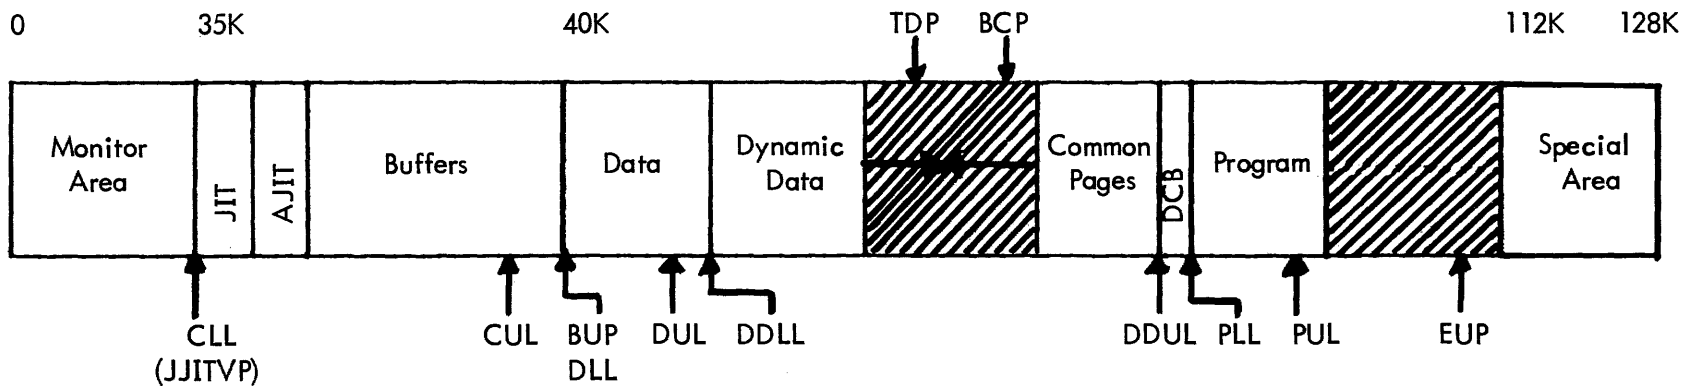 0 35K 40K TDP BCP 112K 128K
Monitor Area
JIT
AJIT
Buffers
Data
Dynamic Data
Common Pages
DCB
Program
Special Area
CLL CUL BUP DUL DDLL DDUL PLL PUL EUP
(JJITVP) DLL